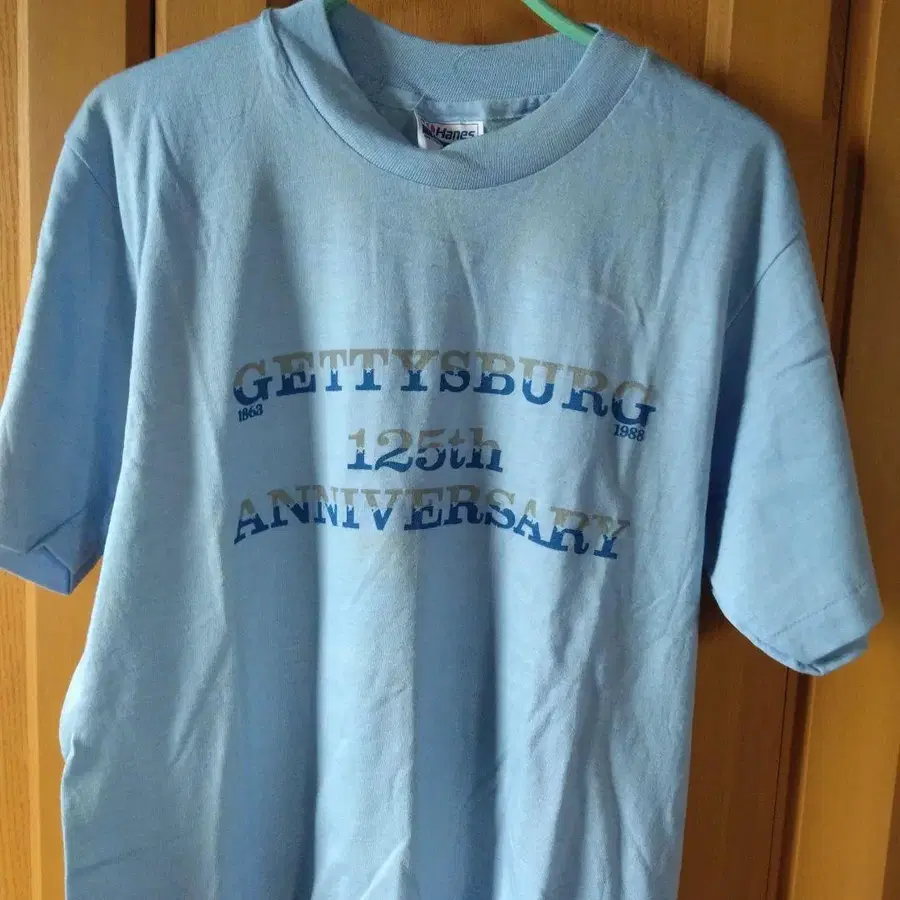 Hanes
GETTYSBURG
1863
1988
125th
ANNIVERSARY